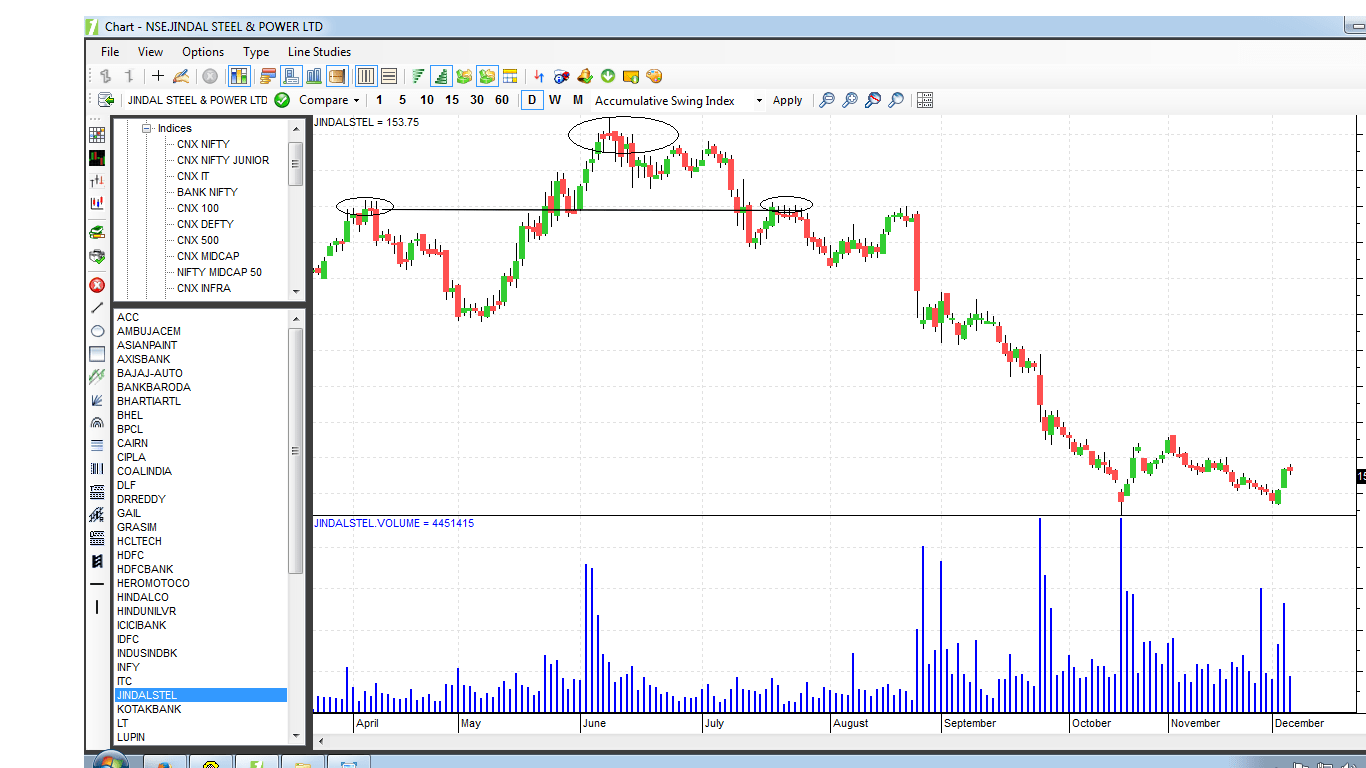 Chart - NSE.JINDAL STEEL & POWER LTD
File View Options Type Line Studies
JINDAL STEEL & POWER LTD Compare 1 5 10 15 30 60 D W M Accumulative Swing Index Apply
Indices
CNX NIFTY
CNX NIFTY JUNIOR
CNX IT
BANK NIFTY
CNX 100
CNX DEFTY
CNX 500
CNX MIDCAP
NIFTY MIDCAP 50
CNX INFRA
ACC
AMBUJACEM
ASIANPAINT
AXISBANK
BAJAJ-AUTO
BANKBARODA
BHARTIARTL
BHEL
BPCL
CAIRN
CIPLA
COALINDIA
DLF
DRREDDY
GAIL
GRASIM
HCLTECH
HDFC
HDFCBANK
HEROMOTOCO
HINDALCO
HINDUNILVR
ICICIBANK
IDFC
INDUSINDBK
INFY
ITC
JINDALSTEL
KOTAKBANK
LT
LUPIN
JINDALSTEL = 153.75
JINDALSTEL.VOLUME = 4451415
April May June July August September October November December